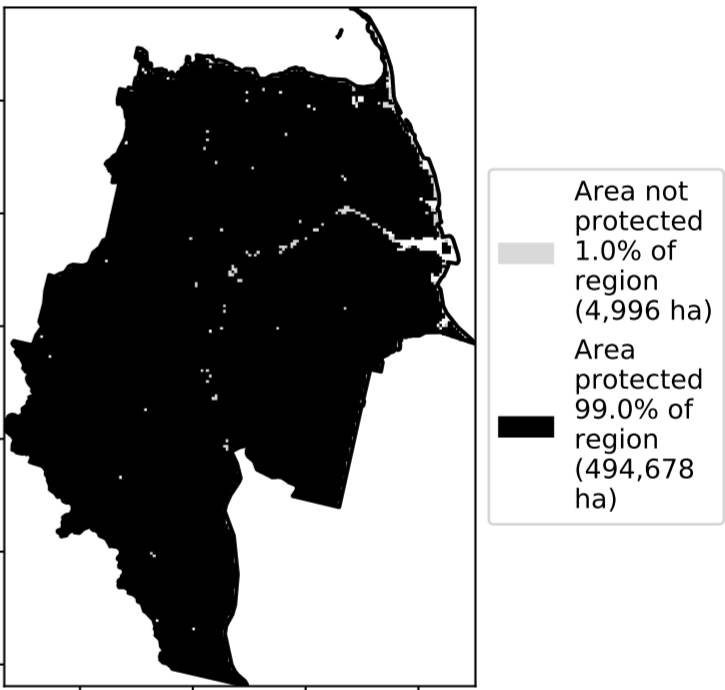 Area not
protected
1.0% of
region
(4,996 ha)
Area
protected
99.0% of
region
(494,678
ha)